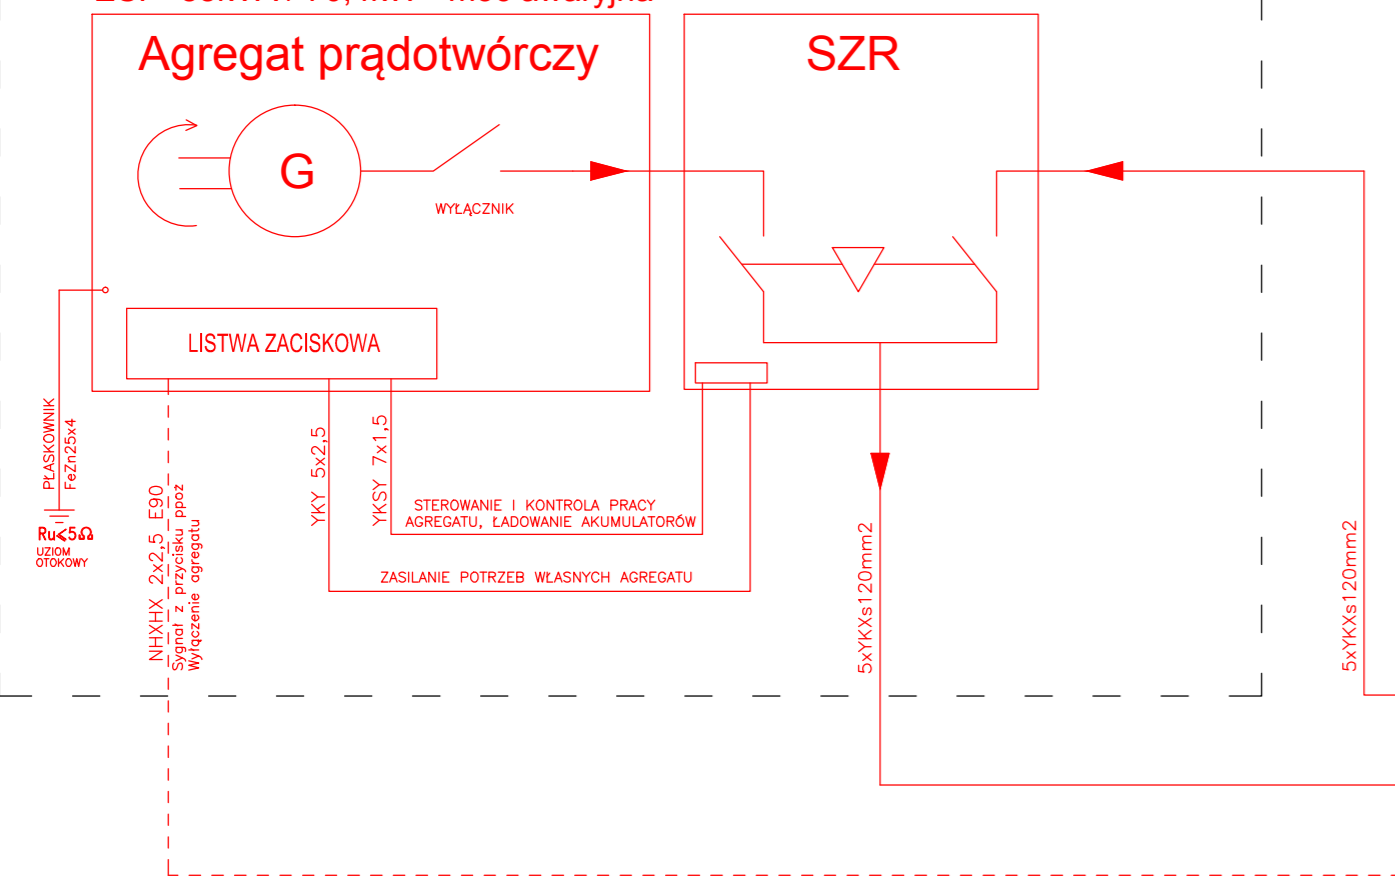 Agregat prądotwórczy
SZR
G
WYŁĄCZNIK
LISTWA ZACISKOWA
PŁASKOWNIK
FeZn25x4
Ru<5Ω
UZIOM
OTOKOWY
NHXHX 2x2,5 E90
Sygnał z przycisku ppoż
Wyłączenie agregatu
YKY 5x2,5
YKSY 7x1,5
STEROWANIE I KONTROLA PRACY
AGREGATU, ŁADOWANIE AKUMULATORÓW
ZASILANIE POTRZEB WŁASNYCH AGREGATU
5xYKXs120mm2
5xYKXs120mm2